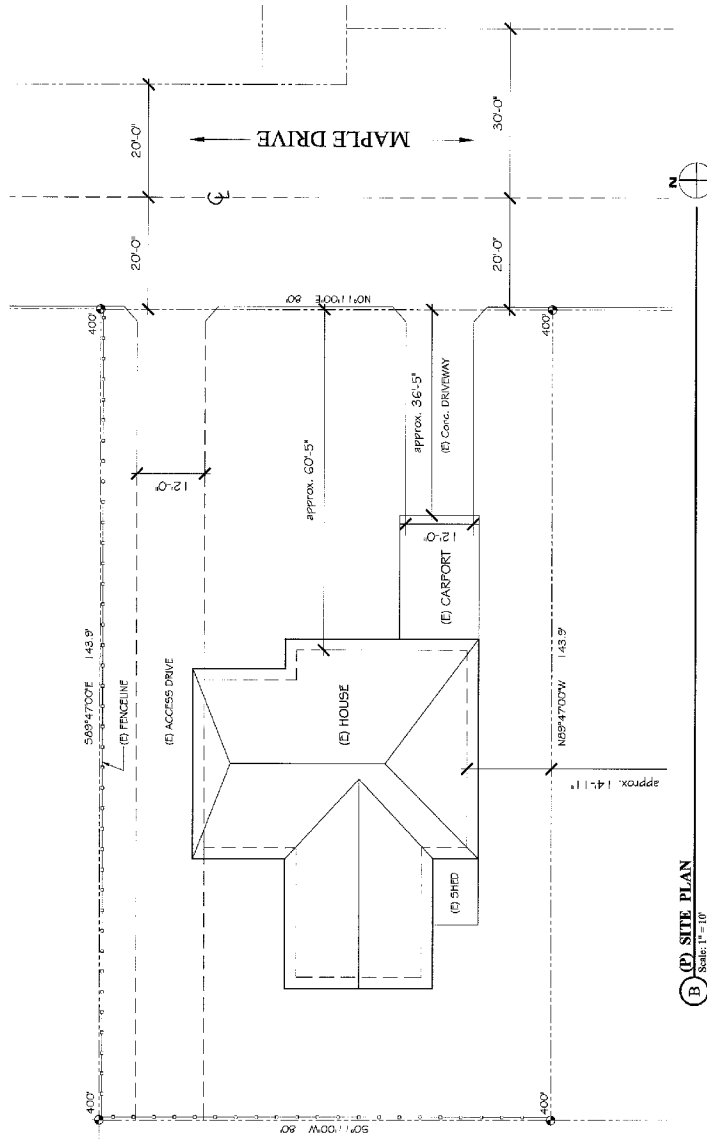 20'-0"
20'-0"
MAPLE DRIVE
30'-0"
20'-0"
N
400'
N0°11'00"E 80'
400'
S89°47'00"E 143.9'
(E) FENCELINE
(E) ACCESS DRIVE
12'-0"
approx. 60'-5"
approx. 36'-5"
(E) Conc. DRIVEWAY
12'-0"
(E) CARPORT
(E) HOUSE
N89°47'00"W 143.9'
approx. 14'-11"
(E) SHED
400'
S0°11'00"W 80'
400'
B
(P) SITE PLAN
Scale: 1" = 10'